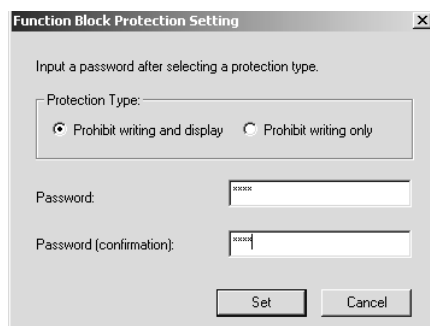 Function Block Protection Setting
Input a password after selecting a protection type.
Protection Type:
Prohibit writing and display Prohibit writing only
Password: ****
Password (confirmation): ****
Set Cancel